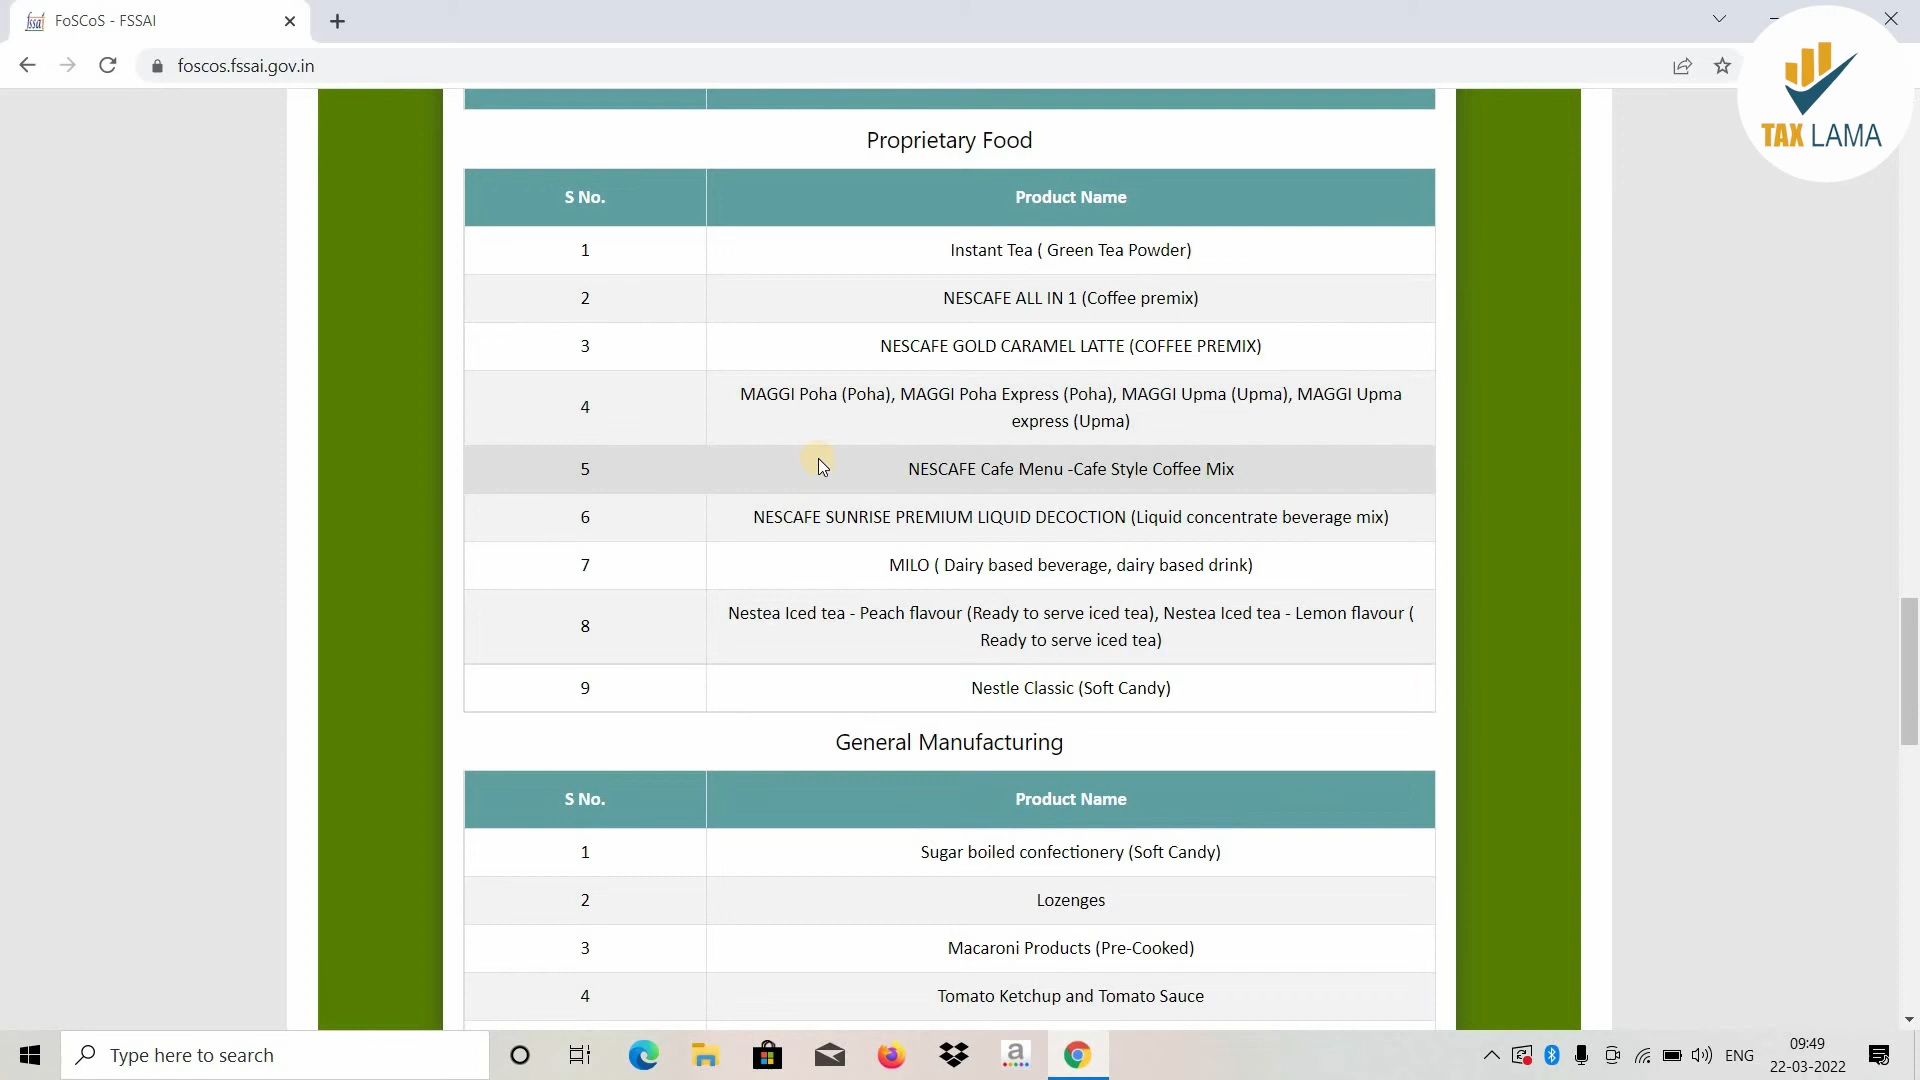 fssai FoSCoS - FSSAI
foscos.fssai.gov.in
TAX LAMA
Proprietary Food
S No. Product Name
1 Instant Tea ( Green Tea Powder)
2 NESCAFE ALL IN 1 (Coffee premix)
3 NESCAFE GOLD CARAMEL LATTE (COFFEE PREMIX)
4 MAGGI Poha (Poha), MAGGI Poha Express (Poha), MAGGI Upma (Upma), MAGGI Upma
express (Upma)
5 NESCAFE Cafe Menu -Cafe Style Coffee Mix
6 NESCAFE SUNRISE PREMIUM LIQUID DECOCTION (Liquid concentrate beverage mix)
7 MILO ( Dairy based beverage, dairy based drink)
8 Nestea Iced tea - Peach flavour (Ready to serve iced tea), Nestea Iced tea - Lemon flavour (
Ready to serve iced tea)
9 Nestle Classic (Soft Candy)
General Manufacturing
S No. Product Name
1 Sugar boiled confectionery (Soft Candy)
2 Lozenges
3 Macaroni Products (Pre-Cooked)
4 Tomato Ketchup and Tomato Sauce
Type here to search
a
ENG
09:49
22-03-2022